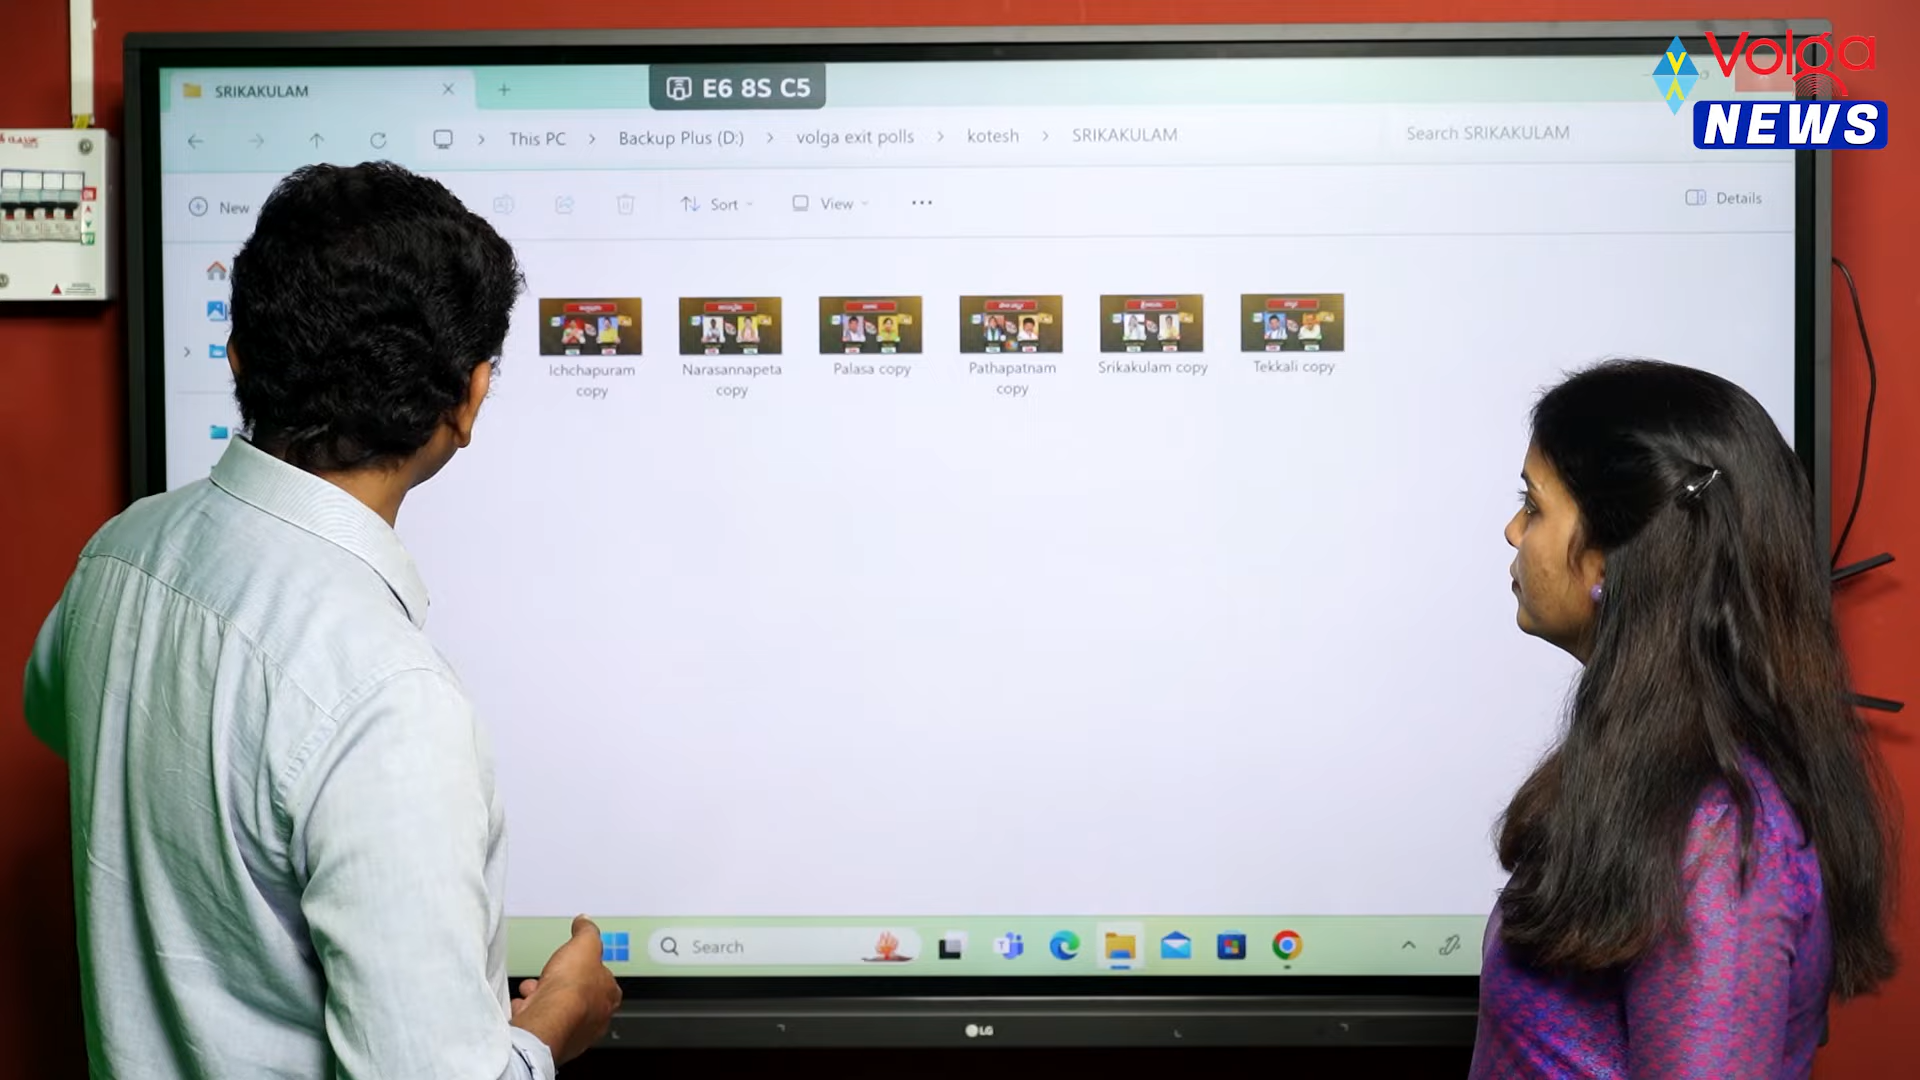 Volga
NEWS
SRIKAKULAM
E6 8S C5
This PC > Backup Plus (D:) > volga exit polls > kotesh > SRIKAKULAM
Search SRIKAKULAM
New
Sort
View
Details
Ichchapuram copy
Narasannapeta copy
Palasa copy
Pathapatnam copy
Srikakulam copy
Tekkali copy
Search
LG